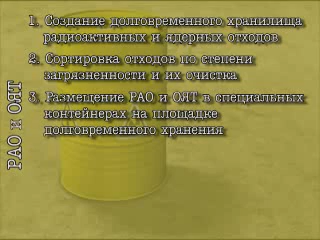 1. Создание долговременного хранилища
радиоактивных и ядерных отходов
2. Сортировка отходов по степени
загрязненности и их очистка
3. Размещение РАО и ОЯТ в специальных
контейнерах на площадке
долговременного хранения
РАО и ОЯТ